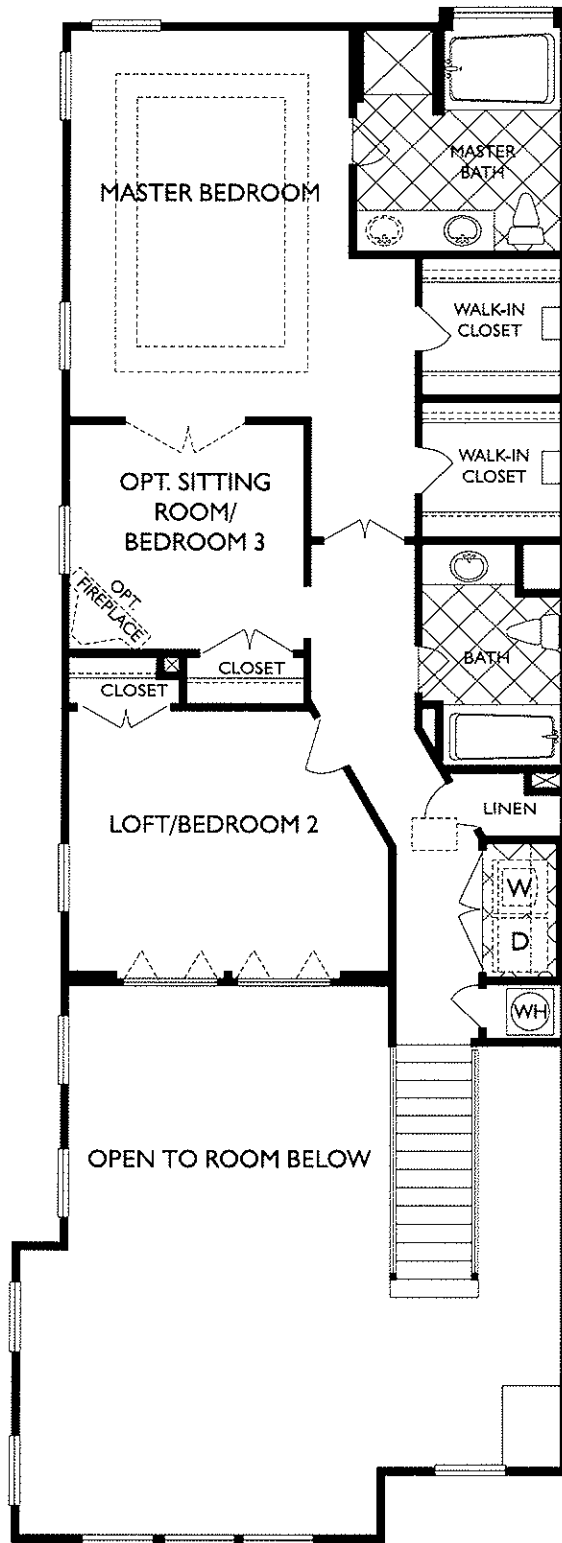 MASTER BEDROOM
MASTER
BATH
WALK-IN
CLOSET
WALK-IN
CLOSET
OPT. SITTING
ROOM/
BEDROOM 3
OPT.
FIREPLACE
BATH
CLOSET
CLOSET
LINEN
LOFT/BEDROOM 2
W
D
WH
OPEN TO ROOM BELOW